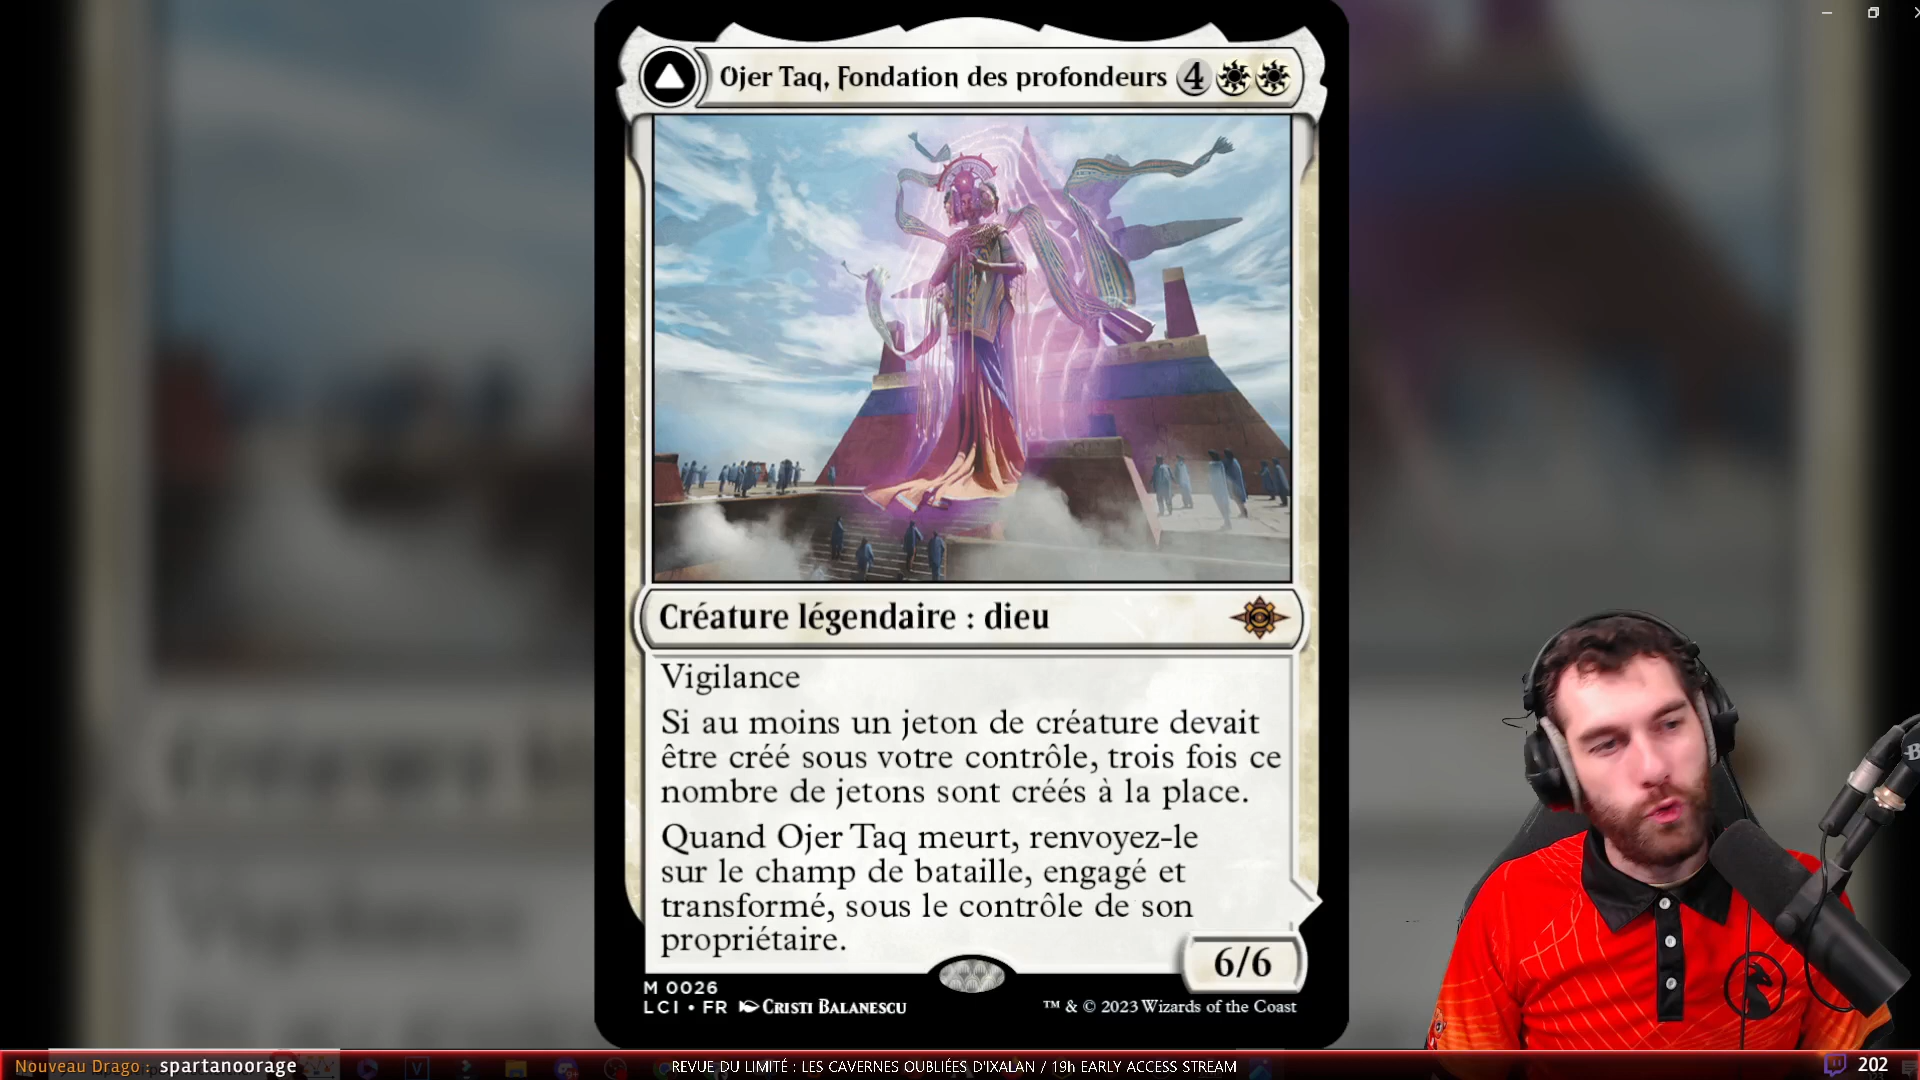 Ojer Taq, Fondation des profondeurs 4
Créature légendaire : dieu
Vigilance
Si au moins un jeton de créature devait
être créé sous votre contrôle, trois fois ce
nombre de jetons sont créés à la place.
Quand Ojer Taq meurt, renvoyez-le
sur le champ de bataille, engagé et
transformé, sous le contrôle de son
propriétaire.
6/6
M 0026
LCI • FR CRISTI BALANESCU
™ & © 2023 Wizards of the Coast
Nouveau Drago : spartanoorage
REVUE DU LIMITÉ : LES CAVERNES OUBLIÉES D'IXALAN / 19h EARLY ACCESS STREAM
202